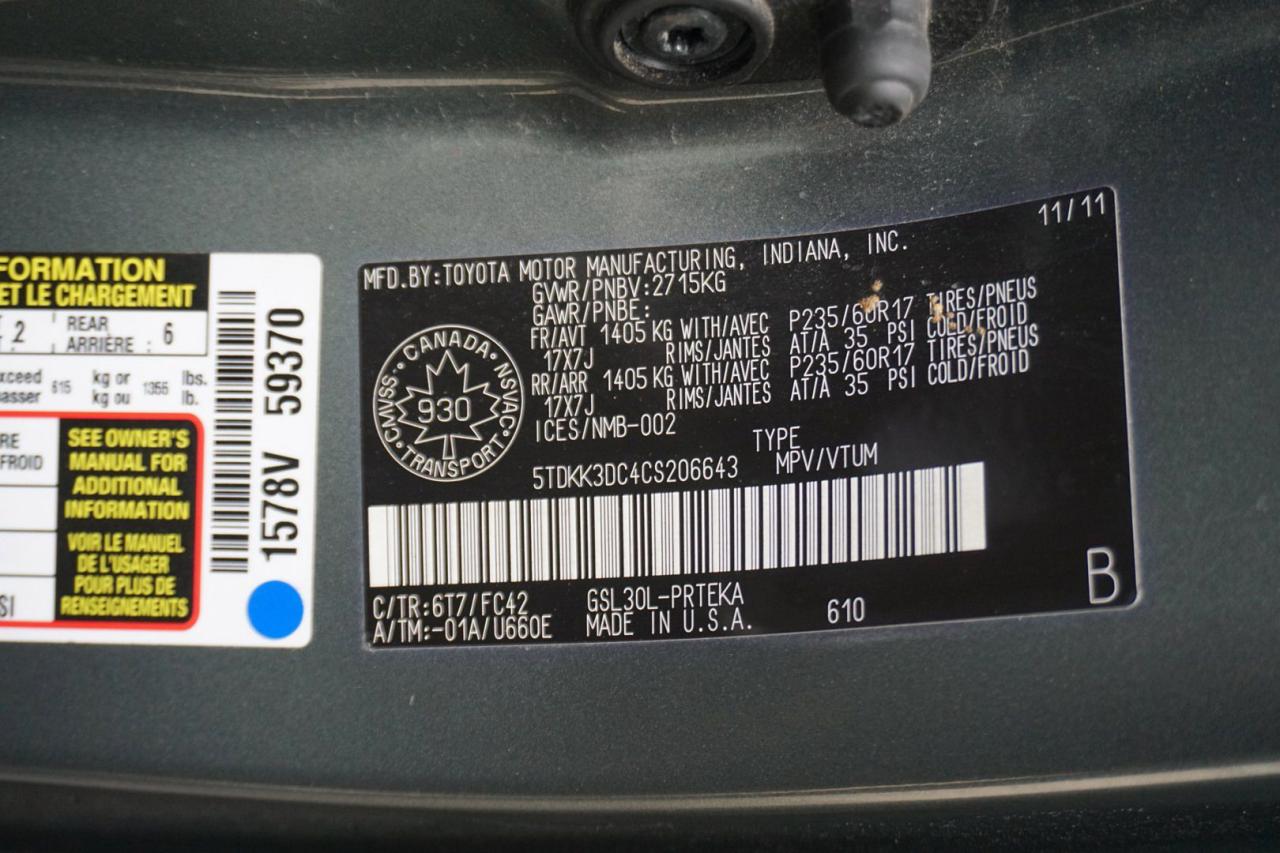 FORMATION
ET LE CHARGEMENT
2 REAR ARRIÈRE : 6
xceed 615 kg or 1355 lbs.
asser kg ou lb.
RE
FROID
SI
SEE OWNER'S
MANUAL FOR
ADDITIONAL
INFORMATION
VOIR LE MANUEL
DE L'USAGER
POUR PLUS DE
RENSEIGNEMENTS
1578V 59370
11/11
MFD.BY:TOYOTA MOTOR MANUFACTURING, INDIANA, INC.
GVWR/PNBV:2715KG
GAWR/PNBE:
FR/AVT 1405 KG WITH/AVEC P235/60R17 TIRES/PNEUS
17X7J RIMS/JANTES AT/A 35 PSI COLD/FROID
RR/ARR 1405 KG WITH/AVEC P235/60R17 TIRES/PNEUS
17X7J RIMS/JANTES AT/A 35 PSI COLD/FROID
ICES/NMB-002
CANADA
CMVSS · NSVAC
930
TRANSPORT
TYPE
5TDKK3DC4CS206643 MPV/VTUM
C/TR:6T7/FC42 GSL30L-PRTEKA
A/TM:-01A/U660E MADE IN U.S.A. 610
B